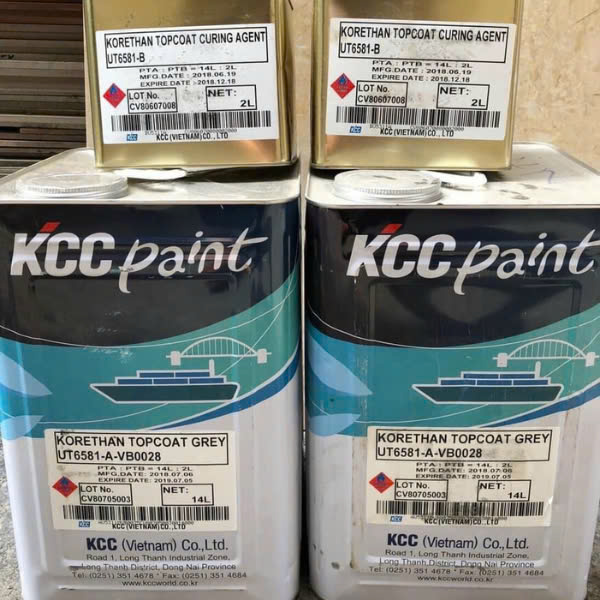 KORETHAN TOPCOAT CURING AGENT
UT6581-B
PTA : PTB = 14L : 2L
MFG.DATE : 2018.06.19
EXPIRE DATE : 2018.12.18
LOT No.
CV80607008
NET:
2L
KCC
KCC(VIETNAM)CO., LTD
KORETHAN TOPCOAT CURING AGENT
UT6581-B
PTA : PTB = 14L : 2L
MFG.DATE : 2018.06.19
EXPIRE DATE : 2018.12.18
LOT No.
CV80607008
NET:
2L
KCC
KCC(VIETNAM)CO., LTD
KCC paint
KORETHAN TOPCOAT GREY
UT6581-A-VB0028
PTA : PTB = 14L : 2L
MFG.DATE : 2018.07.06
EXPIRE DATE : 2019.07.05
LOT No.
CV80705003
NET:
14L
KCC
KCC(VIETNAM)CO., LTD
KCC (Vietnam) Co.,Ltd.
Road 1, Long Thanh Industrial Zone,
Long Thanh District, Dong Nai Province
Tel: (0251) 351 4678 * Fax: (0251) 351 4684
www.kccworld.co.kr
KCC paint
KORETHAN TOPCOAT GREY
UT6581-A-VB0028
PTA : PTB = 14L : 2L
MFG.DATE : 2018.07.06
EXPIRE DATE : 2019.07.05
LOT No.
CV80705003
NET:
14L
KCC
KCC(VIETNAM)CO., LTD
KCC (Vietnam) Co.,Ltd.
Road 1, Long Thanh Industrial Zone,
Long Thanh District, Dong Nai Province
Tel: (0251) 351 4678 * Fax: (0251) 351 4684
www.kccworld.co.kr